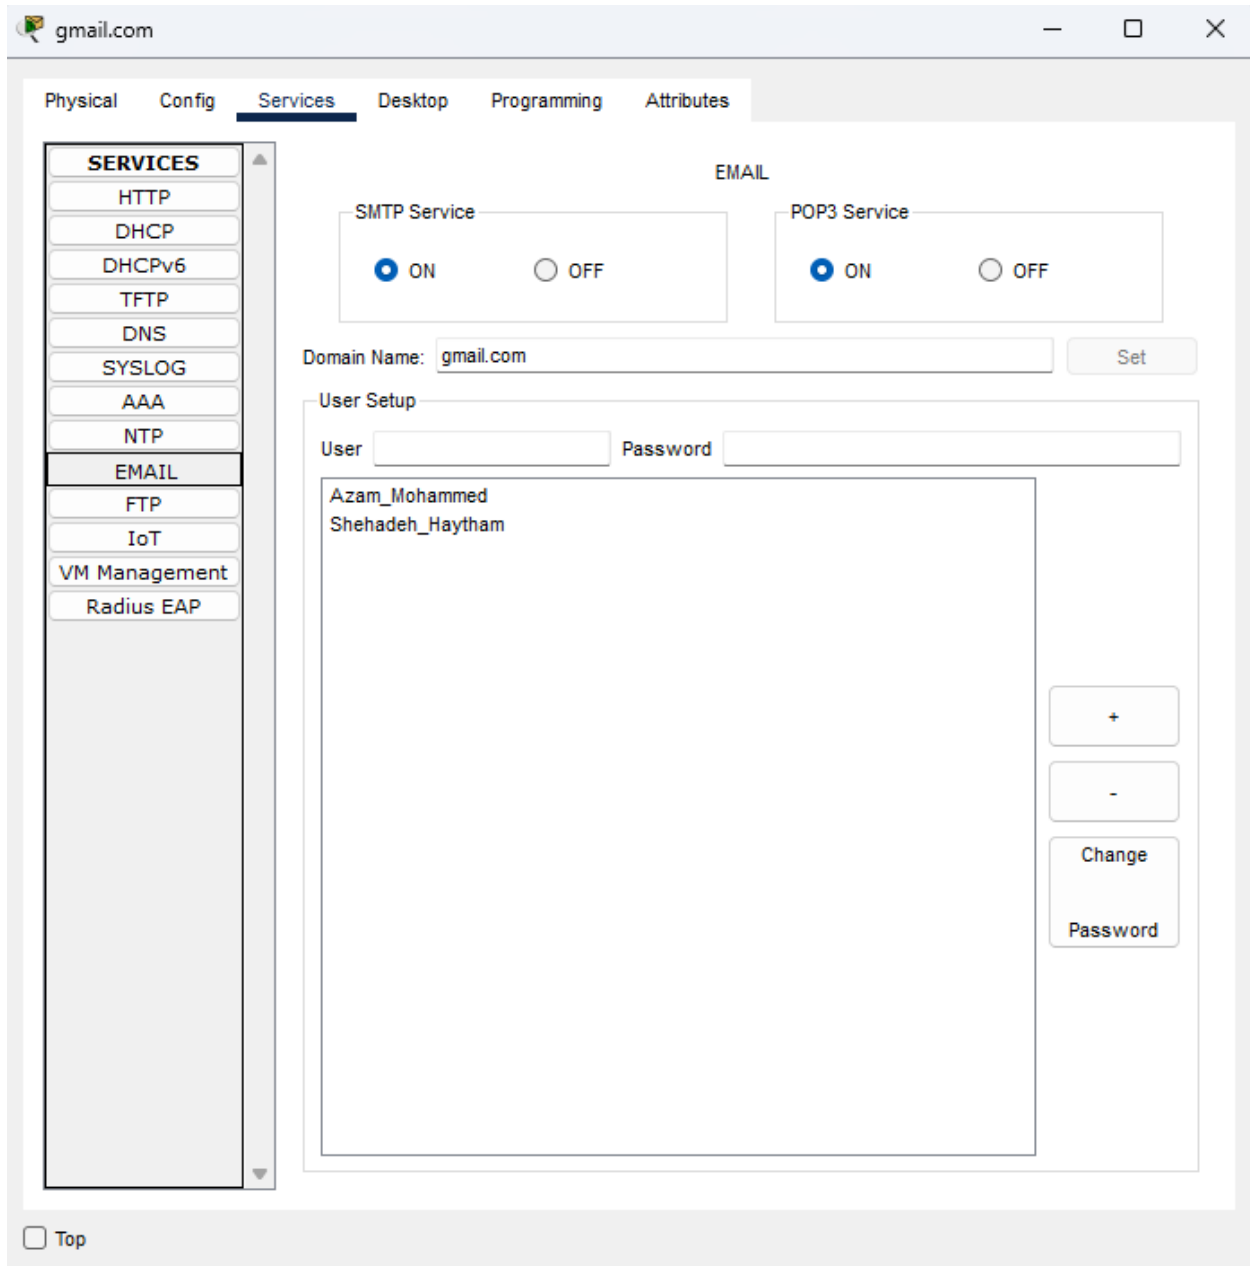 gmail.com
Physical Config Services Desktop Programming Attributes
SERVICES
HTTP
DHCP
DHCPv6
TFTP
DNS
SYSLOG
AAA
NTP
EMAIL
FTP
IoT
VM Management
Radius EAP
EMAIL
SMTP Service
ON OFF
POP3 Service
ON OFF
Domain Name: gmail.com Set
User Setup
User Password
Azam_Mohammed
Shehadeh_Haytham
+
-
Change
Password
Top